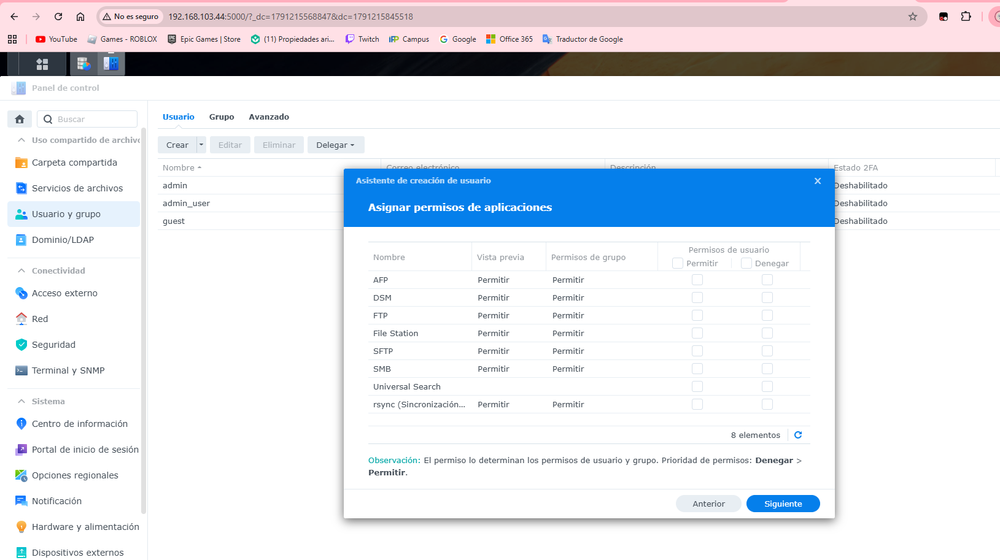 No es seguro 192.168.103.44:5000/?_dc=1791215568847&dc=1791215845518
YouTube Games - ROBLOX Epic Games | Store (11) Propiedades ari... Twitch IPP Campus Google Office 365 Traductor de Google
Panel de control
Buscar
Uso compartido de archivo
Carpeta compartida
Servicios de archivos
Usuario y grupo
Dominio/LDAP
Conectividad
Acceso externo
Red
Seguridad
Terminal y SNMP
Sistema
Centro de información
Portal de inicio de sesión
Opciones regionales
Notificación
Hardware y alimentación
Dispositivos externos
Usuario Grupo Avanzado
Crear Editar Eliminar Delegar
Nombre Correo electrónico Descripción Estado 2FA
admin Deshabilitado
admin_user Deshabilitado
guest Deshabilitado
Asistente de creación de usuario
Asignar permisos de aplicaciones
Nombre Vista previa Permisos de grupo Permisos de usuario
Permitir Denegar
AFP Permitir Permitir
DSM Permitir Permitir
FTP Permitir Permitir
File Station Permitir Permitir
SFTP Permitir Permitir
SMB Permitir Permitir
Universal Search
rsync (Sincronización... Permitir Permitir
8 elementos
Observación: El permiso lo determinan los permisos de usuario y grupo. Prioridad de permisos: Denegar >
Permitir.
Anterior Siguiente